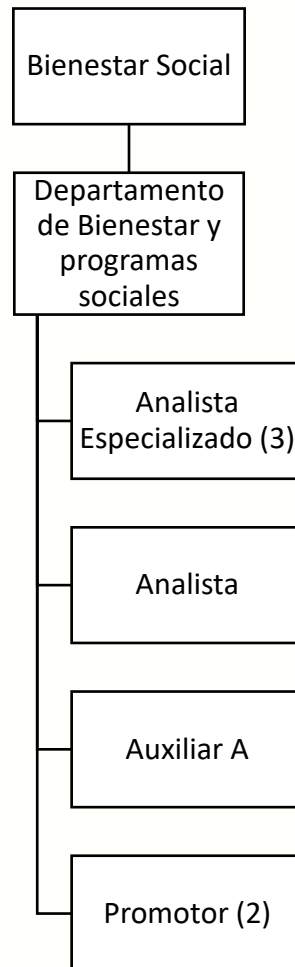 Bienestar Social
Departamento
de Bienestar y
programas
sociales
Analista
Especializado (3)
Analista
Auxiliar A
Promotor (2)